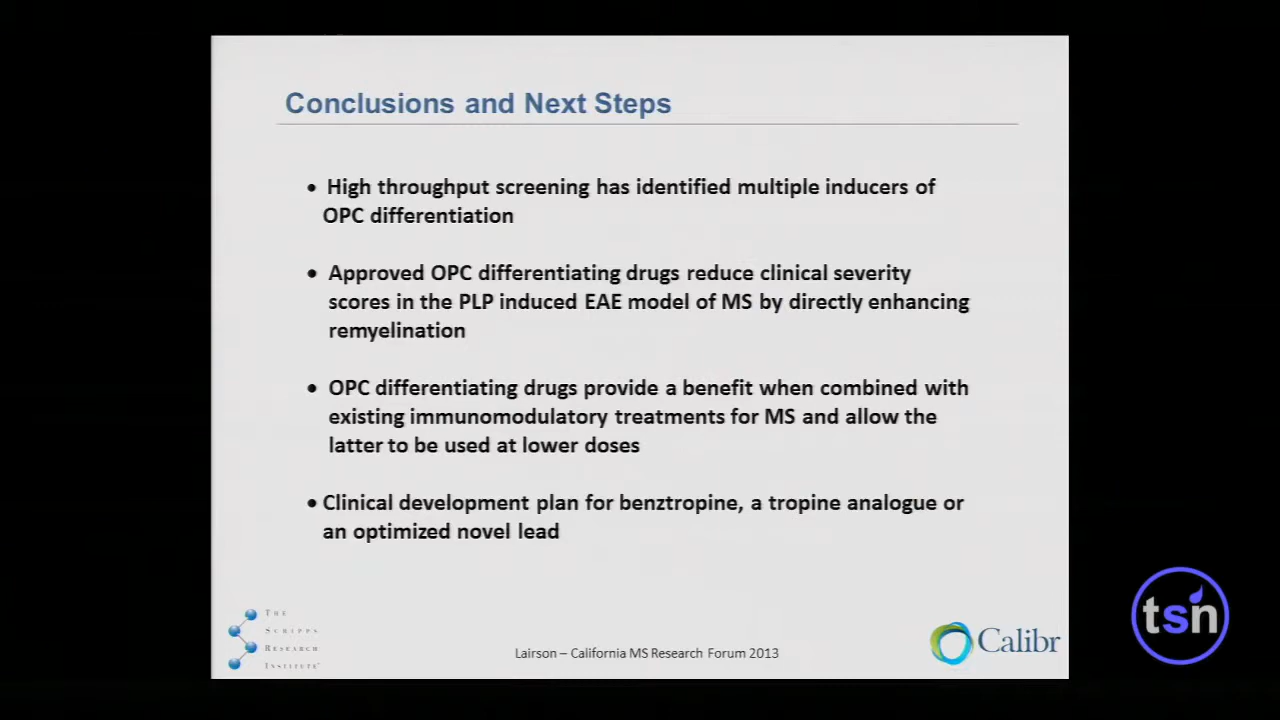 Conclusions and Next Steps
• High throughput screening has identified multiple inducers of
OPC differentiation
• Approved OPC differentiating drugs reduce clinical severity
scores in the PLP induced EAE model of MS by directly enhancing
remyelination
• OPC differentiating drugs provide a benefit when combined with
existing immunomodulatory treatments for MS and allow the
latter to be used at lower doses
• Clinical development plan for benztropine, a tropine analogue or
an optimized novel lead
THE
SCRIPPS
RESEARCH
INSTITUTE
Lairson – California MS Research Forum 2013
Calibr
tsn